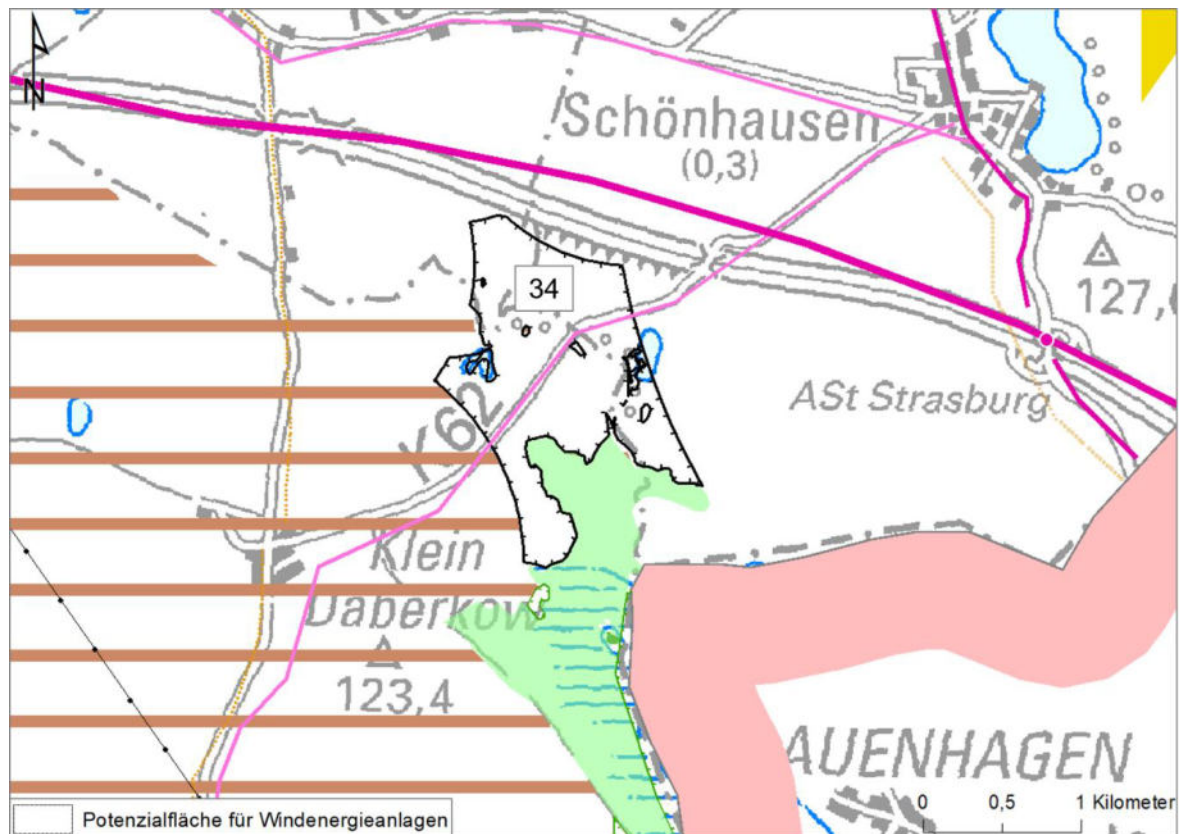 N
Schönhausen
(0,3)
34
127,
ASt Strasburg
K62
Klein
Daberkow
123,4
AUENHAGEN
0 0,5 1 Kilometer
Potenzialfläche für Windenergieanlagen